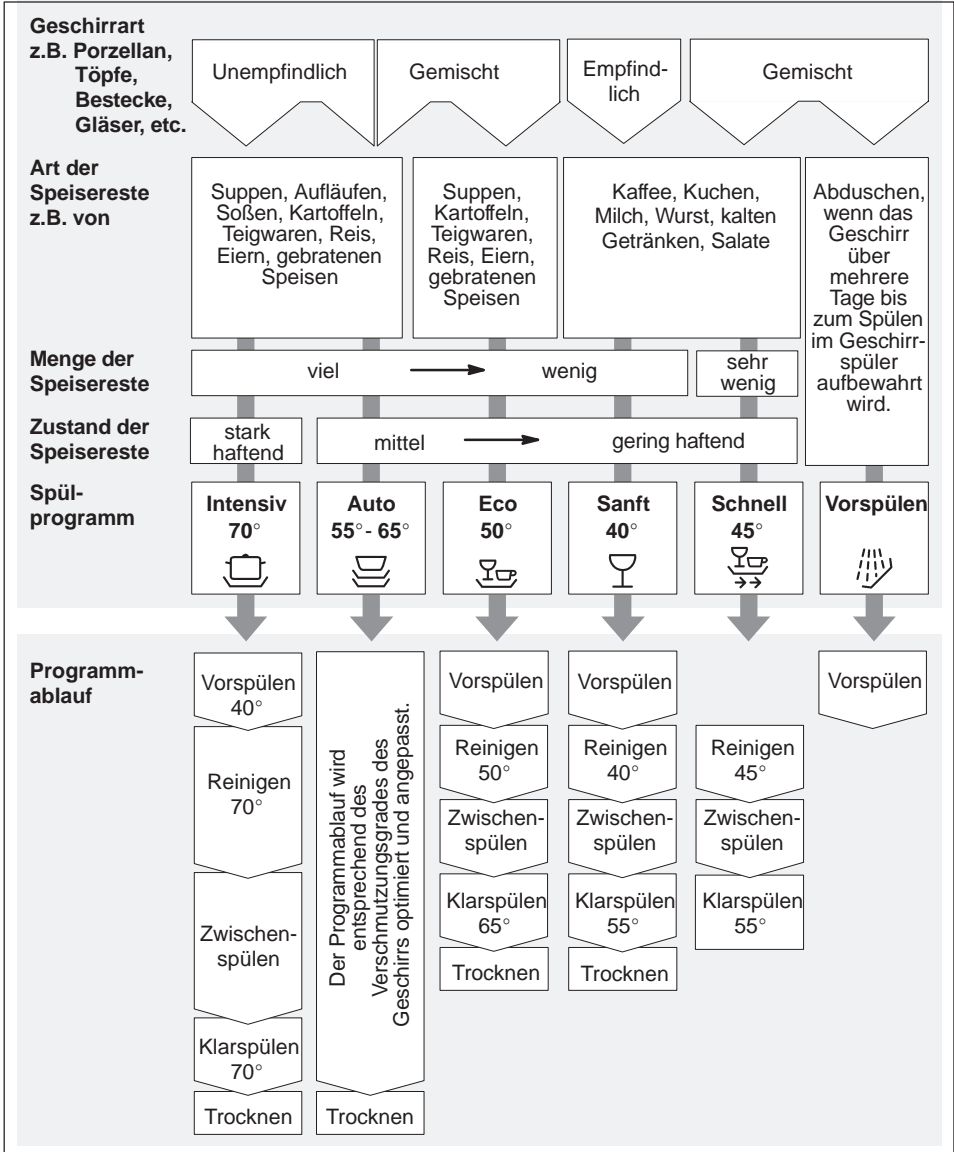 Geschirrart
z.B. Porzellan,
Töpfe,
Bestecke,
Gläser, etc.
Unempfindlich
Gemischt
Empfind-
lich
Gemischt
Art der
Speisereste
z.B. von
Suppen, Aufläufen,
Soßen, Kartoffeln,
Teigwaren, Reis,
Eiern, gebratenen
Speisen
Suppen,
Kartoffeln,
Teigwaren,
Reis, Eiern,
gebratenen
Speisen
Kaffee, Kuchen,
Milch, Wurst, kalten
Getränken, Salate
Abduschen,
wenn das
Geschirr
über
mehrere
Tage bis
zum Spülen
im Geschirr-
spüler
aufbewahrt
wird.
Menge der
Speisereste
viel → wenig
sehr
wenig
Zustand der
Speisereste
stark
haftend
mittel → gering haftend
Spül-
programm
Intensiv
70°
Auto
55°- 65°
Eco
50°
Sanft
40°
Schnell
45°
Vorspülen
Programm-
ablauf
Vorspülen
40°
Reinigen
70°
Zwischen-
spülen
Klarspülen
70°
Trocknen
Der Programmablauf wird
entsprechend des
Verschmutzungsgrades des
Geschirrs optimiert und angepasst.
Trocknen
Vorspülen
Reinigen
50°
Zwischen-
spülen
Klarspülen
65°
Trocknen
Vorspülen
Reinigen
40°
Zwischen-
spülen
Klarspülen
55°
Trocknen
Reinigen
45°
Zwischen-
spülen
Klarspülen
55°
Vorspülen